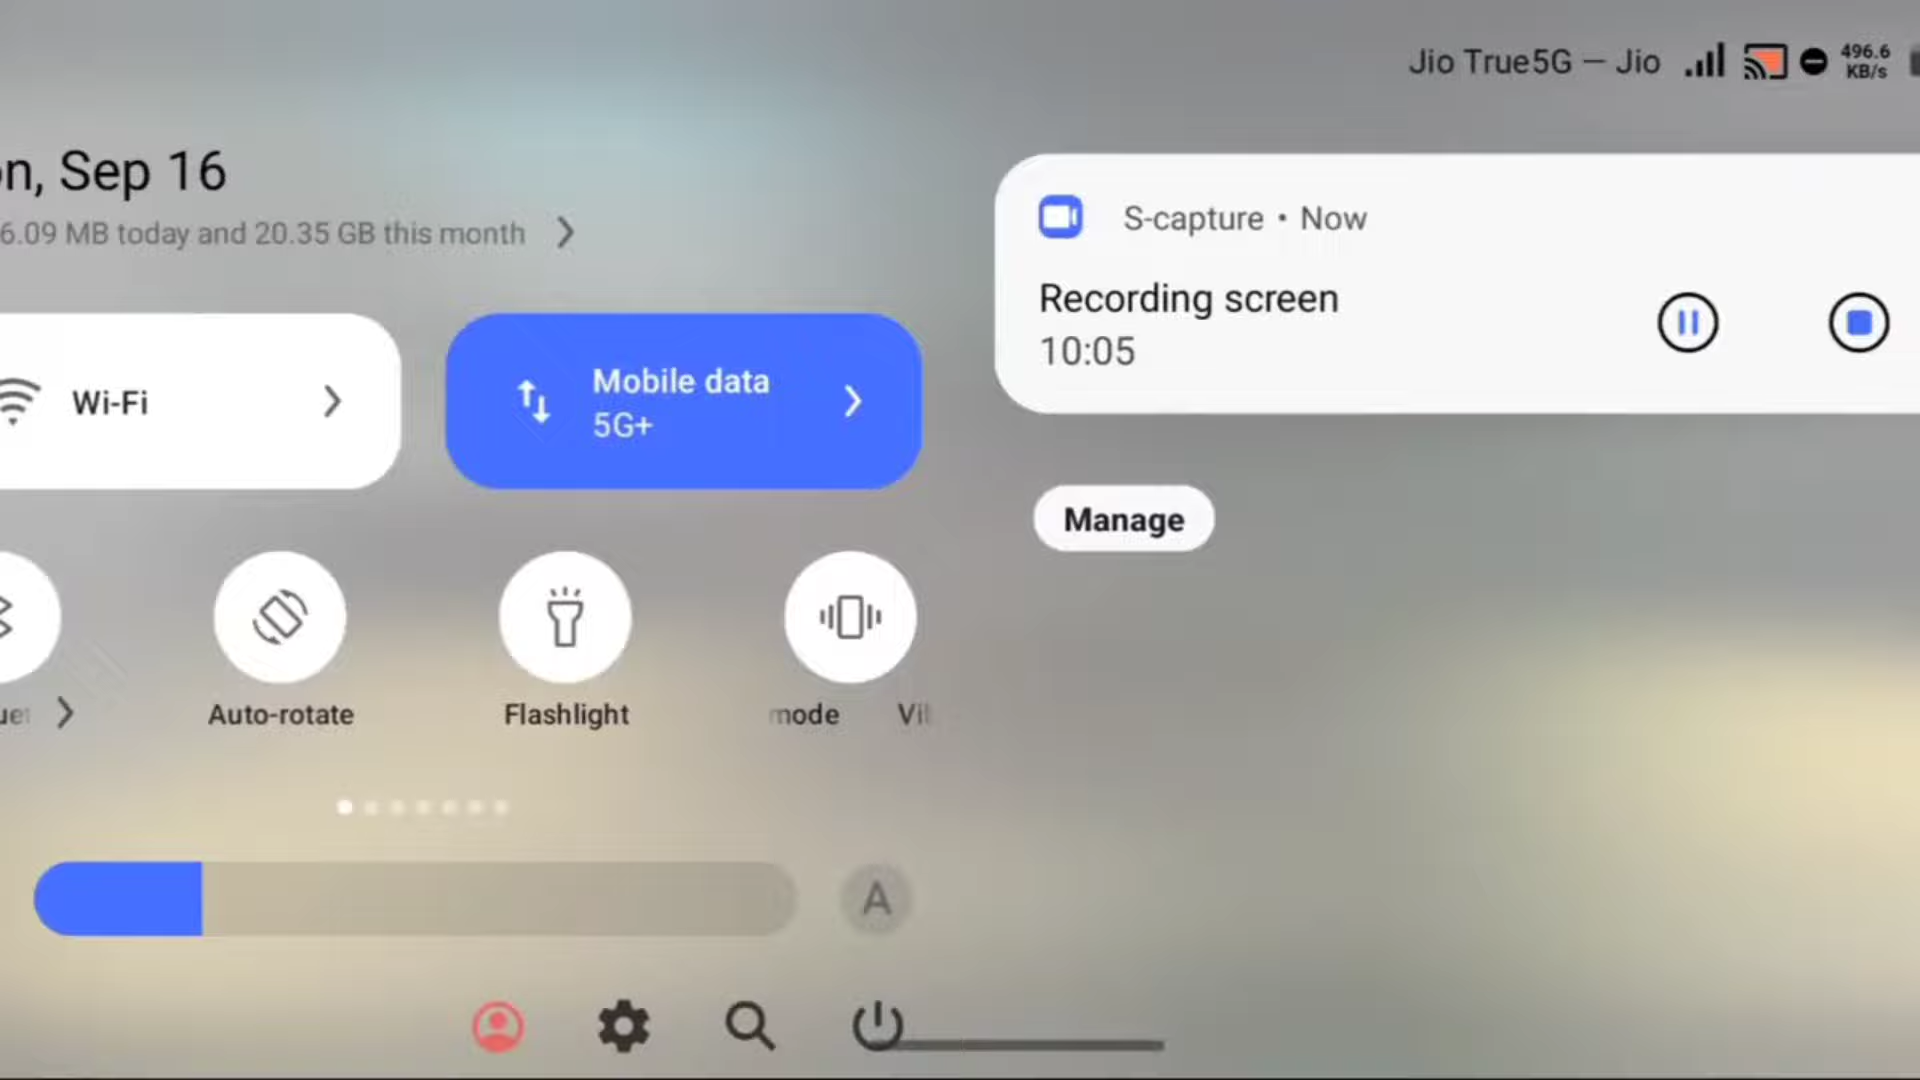 Jio True5G — Jio
496.6
KB/s
Sep 16
6.09 MB today and 20.35 GB this month
S-capture • Now
Recording screen
10:05
Wi-Fi
Mobile data
5G+
Manage
Auto-rotate
Flashlight
mode
A